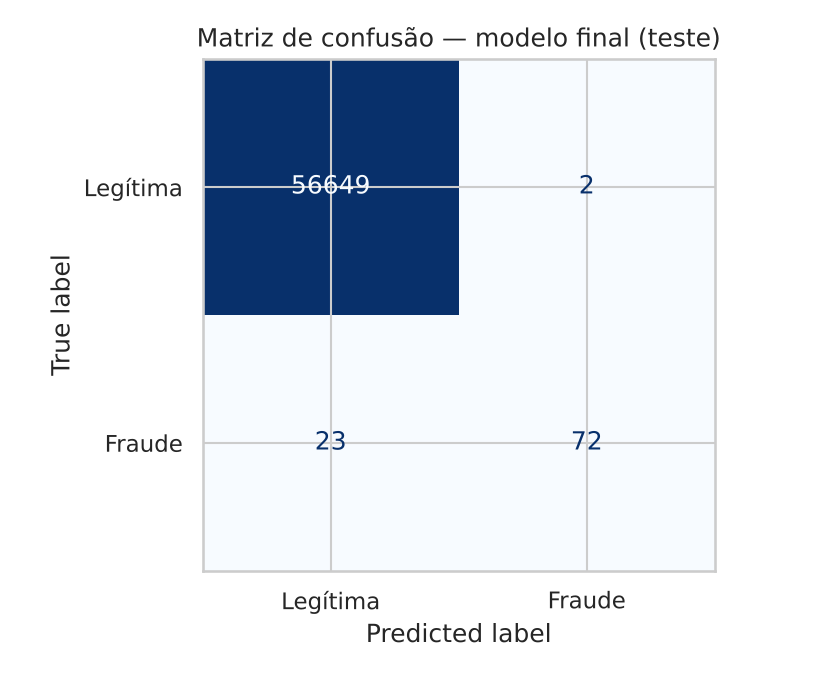 Matriz de confusão — modelo final (teste)
True label
Legítima
56649
2
Fraude
23
72
Legítima
Fraude
Predicted label